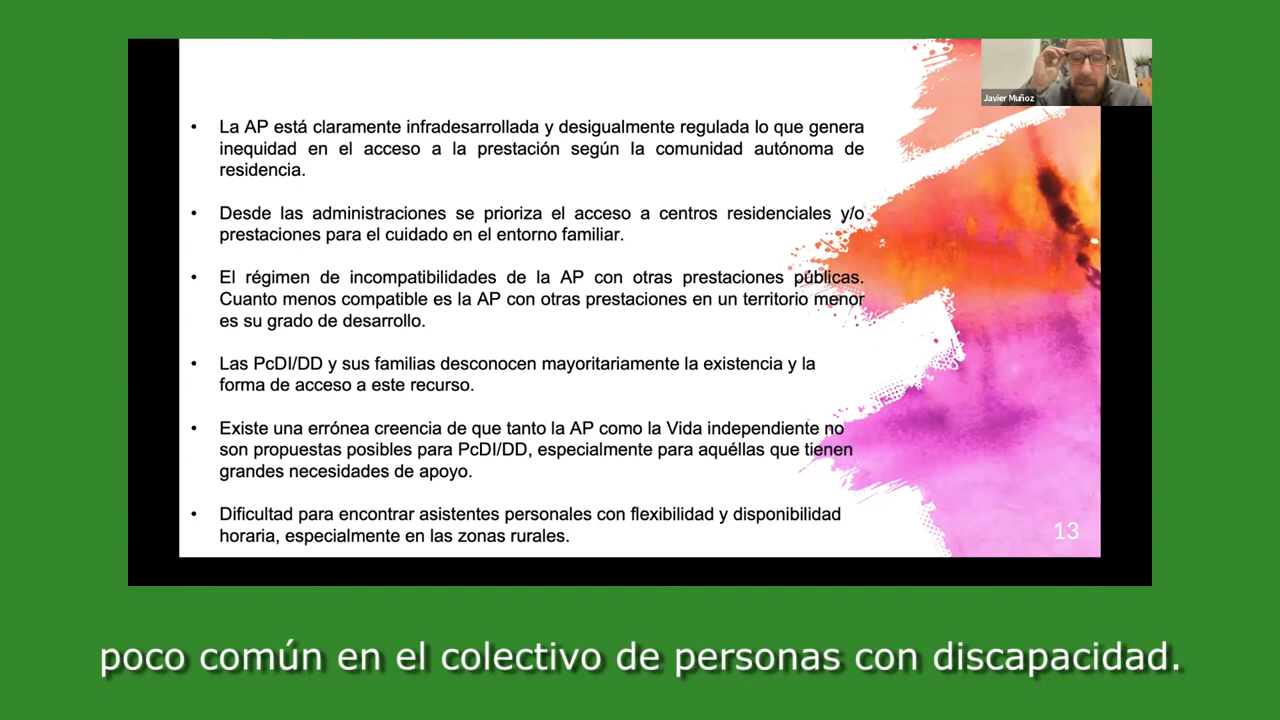 Javier Muñoz
• La AP está claramente infradesarrollada y desigualmente regulada lo que genera
inequidad en el acceso a la prestación según la comunidad autónoma de
residencia.
• Desde las administraciones se prioriza el acceso a centros residenciales y/o
prestaciones para el cuidado en el entorno familiar.
• El régimen de incompatibilidades de la AP con otras prestaciones públicas.
Cuanto menos compatible es la AP con otras prestaciones en un territorio menor
es su grado de desarrollo.
• Las PcDI/DD y sus familias desconocen mayoritariamente la existencia y la
forma de acceso a este recurso.
• Existe una errónea creencia de que tanto la AP como la Vida independiente no
son propuestas posibles para PcDI/DD, especialmente para aquéllas que tienen
grandes necesidades de apoyo.
• Dificultad para encontrar asistentes personales con flexibilidad y disponibilidad
horaria, especialmente en las zonas rurales.
13
poco común en el colectivo de personas con discapacidad.